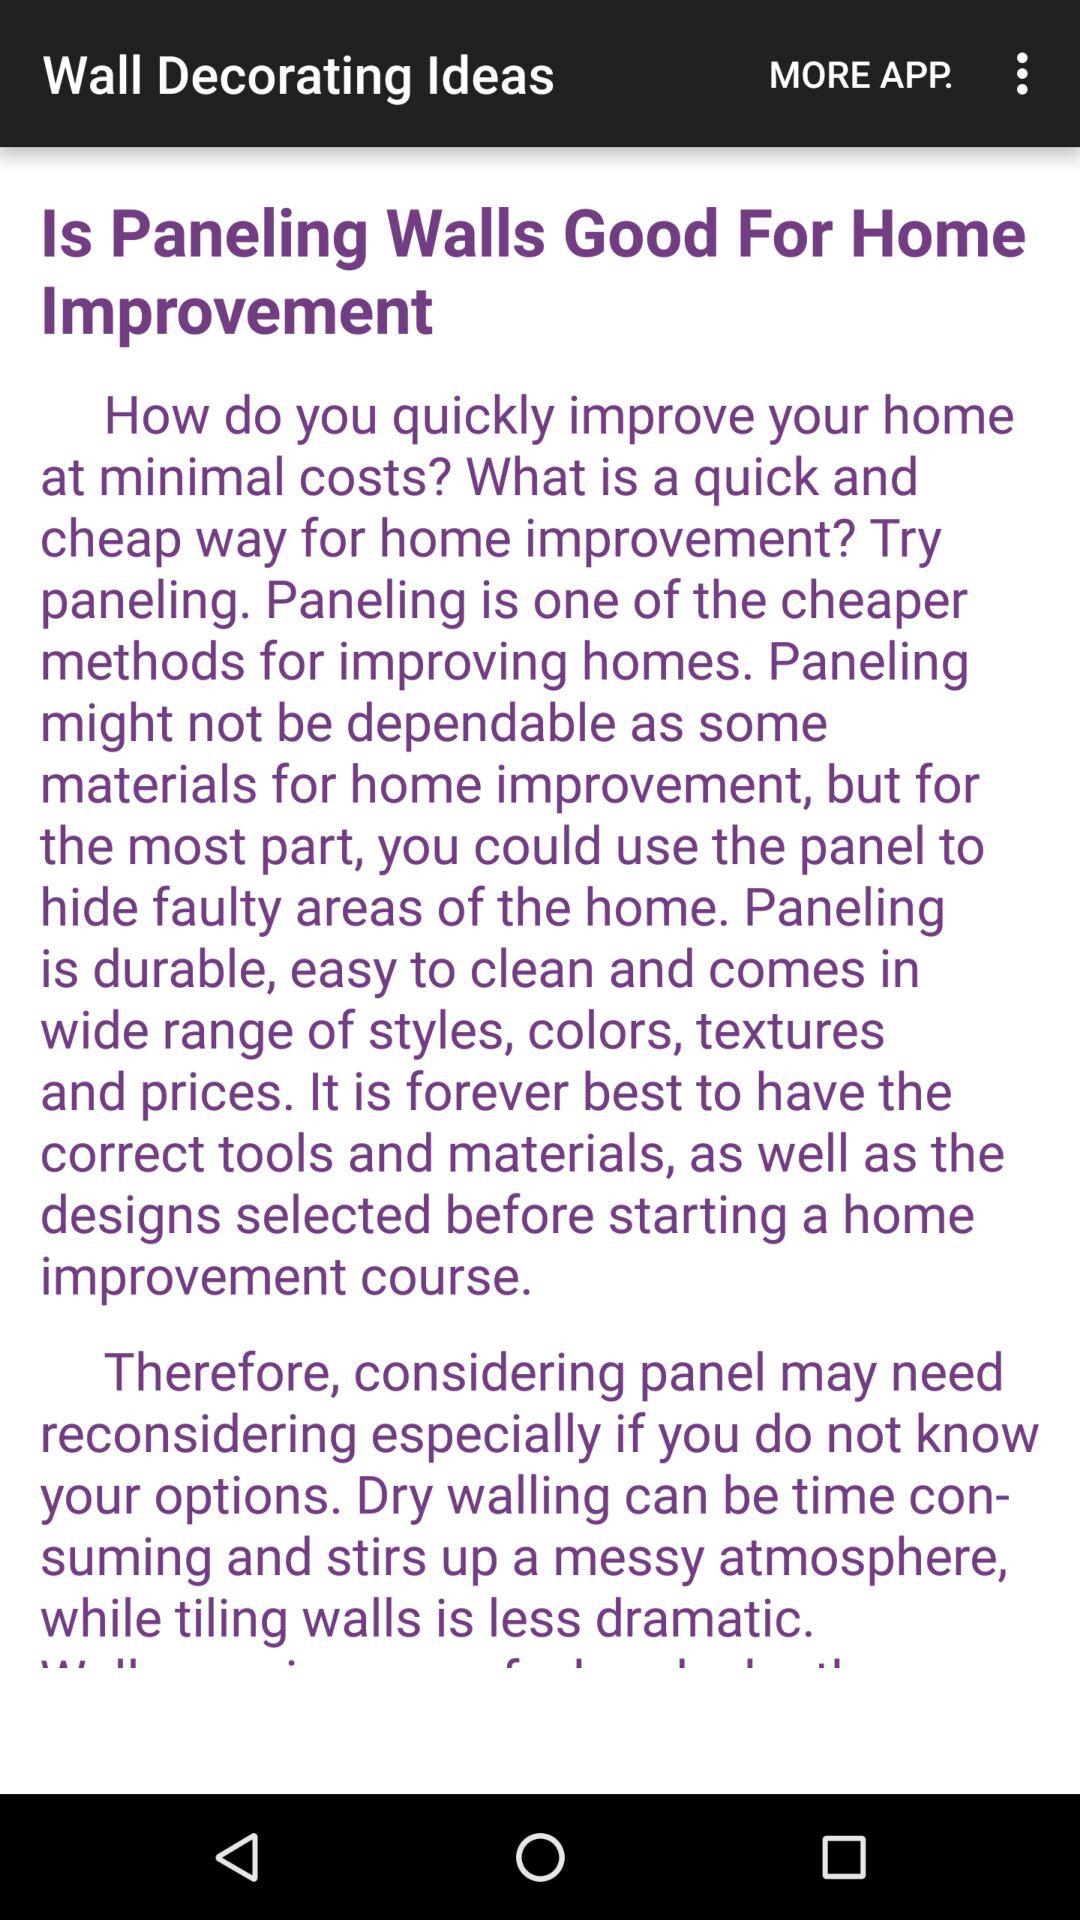 Wall Decorating Ideas MORE APP.
Is Paneling Walls Good For Home
Improvement
How do you quickly improve your home
at minimal costs? What is a quick and
cheap way for home improvement? Try
paneling. Paneling is one of the cheaper
methods for improving homes. Paneling
might not be dependable as some
materials for home improvement, but for
the most part, you could use the panel to
hide faulty areas of the home. Paneling
is durable, easy to clean and comes in
wide range of styles, colors, textures
and prices. It is forever best to have the
correct tools and materials, as well as the
designs selected before starting a home
improvement course.
Therefore, considering panel may need
reconsidering especially if you do not know
your options. Dry walling can be time con-
suming and stirs up a messy atmosphere,
while tiling walls is less dramatic.